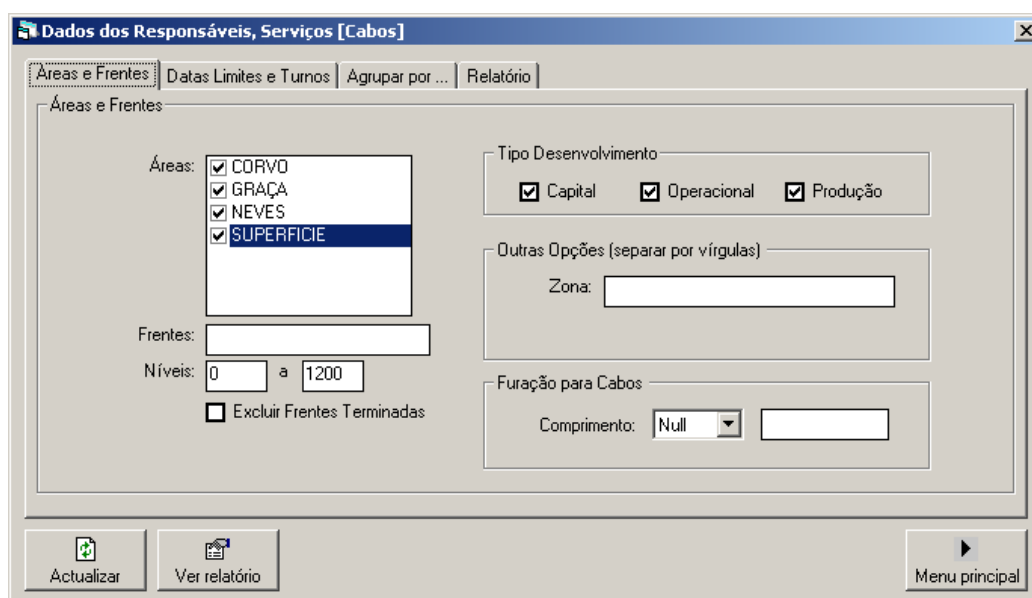 Dados dos Responsáveis, Serviços [Cabos]
Áreas e Frentes Datas Limites e Turnos Agrupar por ... Relatório
Áreas e Frentes
Áreas:
CORVO
GRAÇA
NEVES
SUPERFICIE
Frentes:
Níveis: 0 a 1200
Excluir Frentes Terminadas
Tipo Desenvolvimento
Capital Operacional Produção
Outras Opções (separar por vírgulas)
Zona:
Furação para Cabos
Comprimento: Null
Actualizar Ver relatório Menu principal